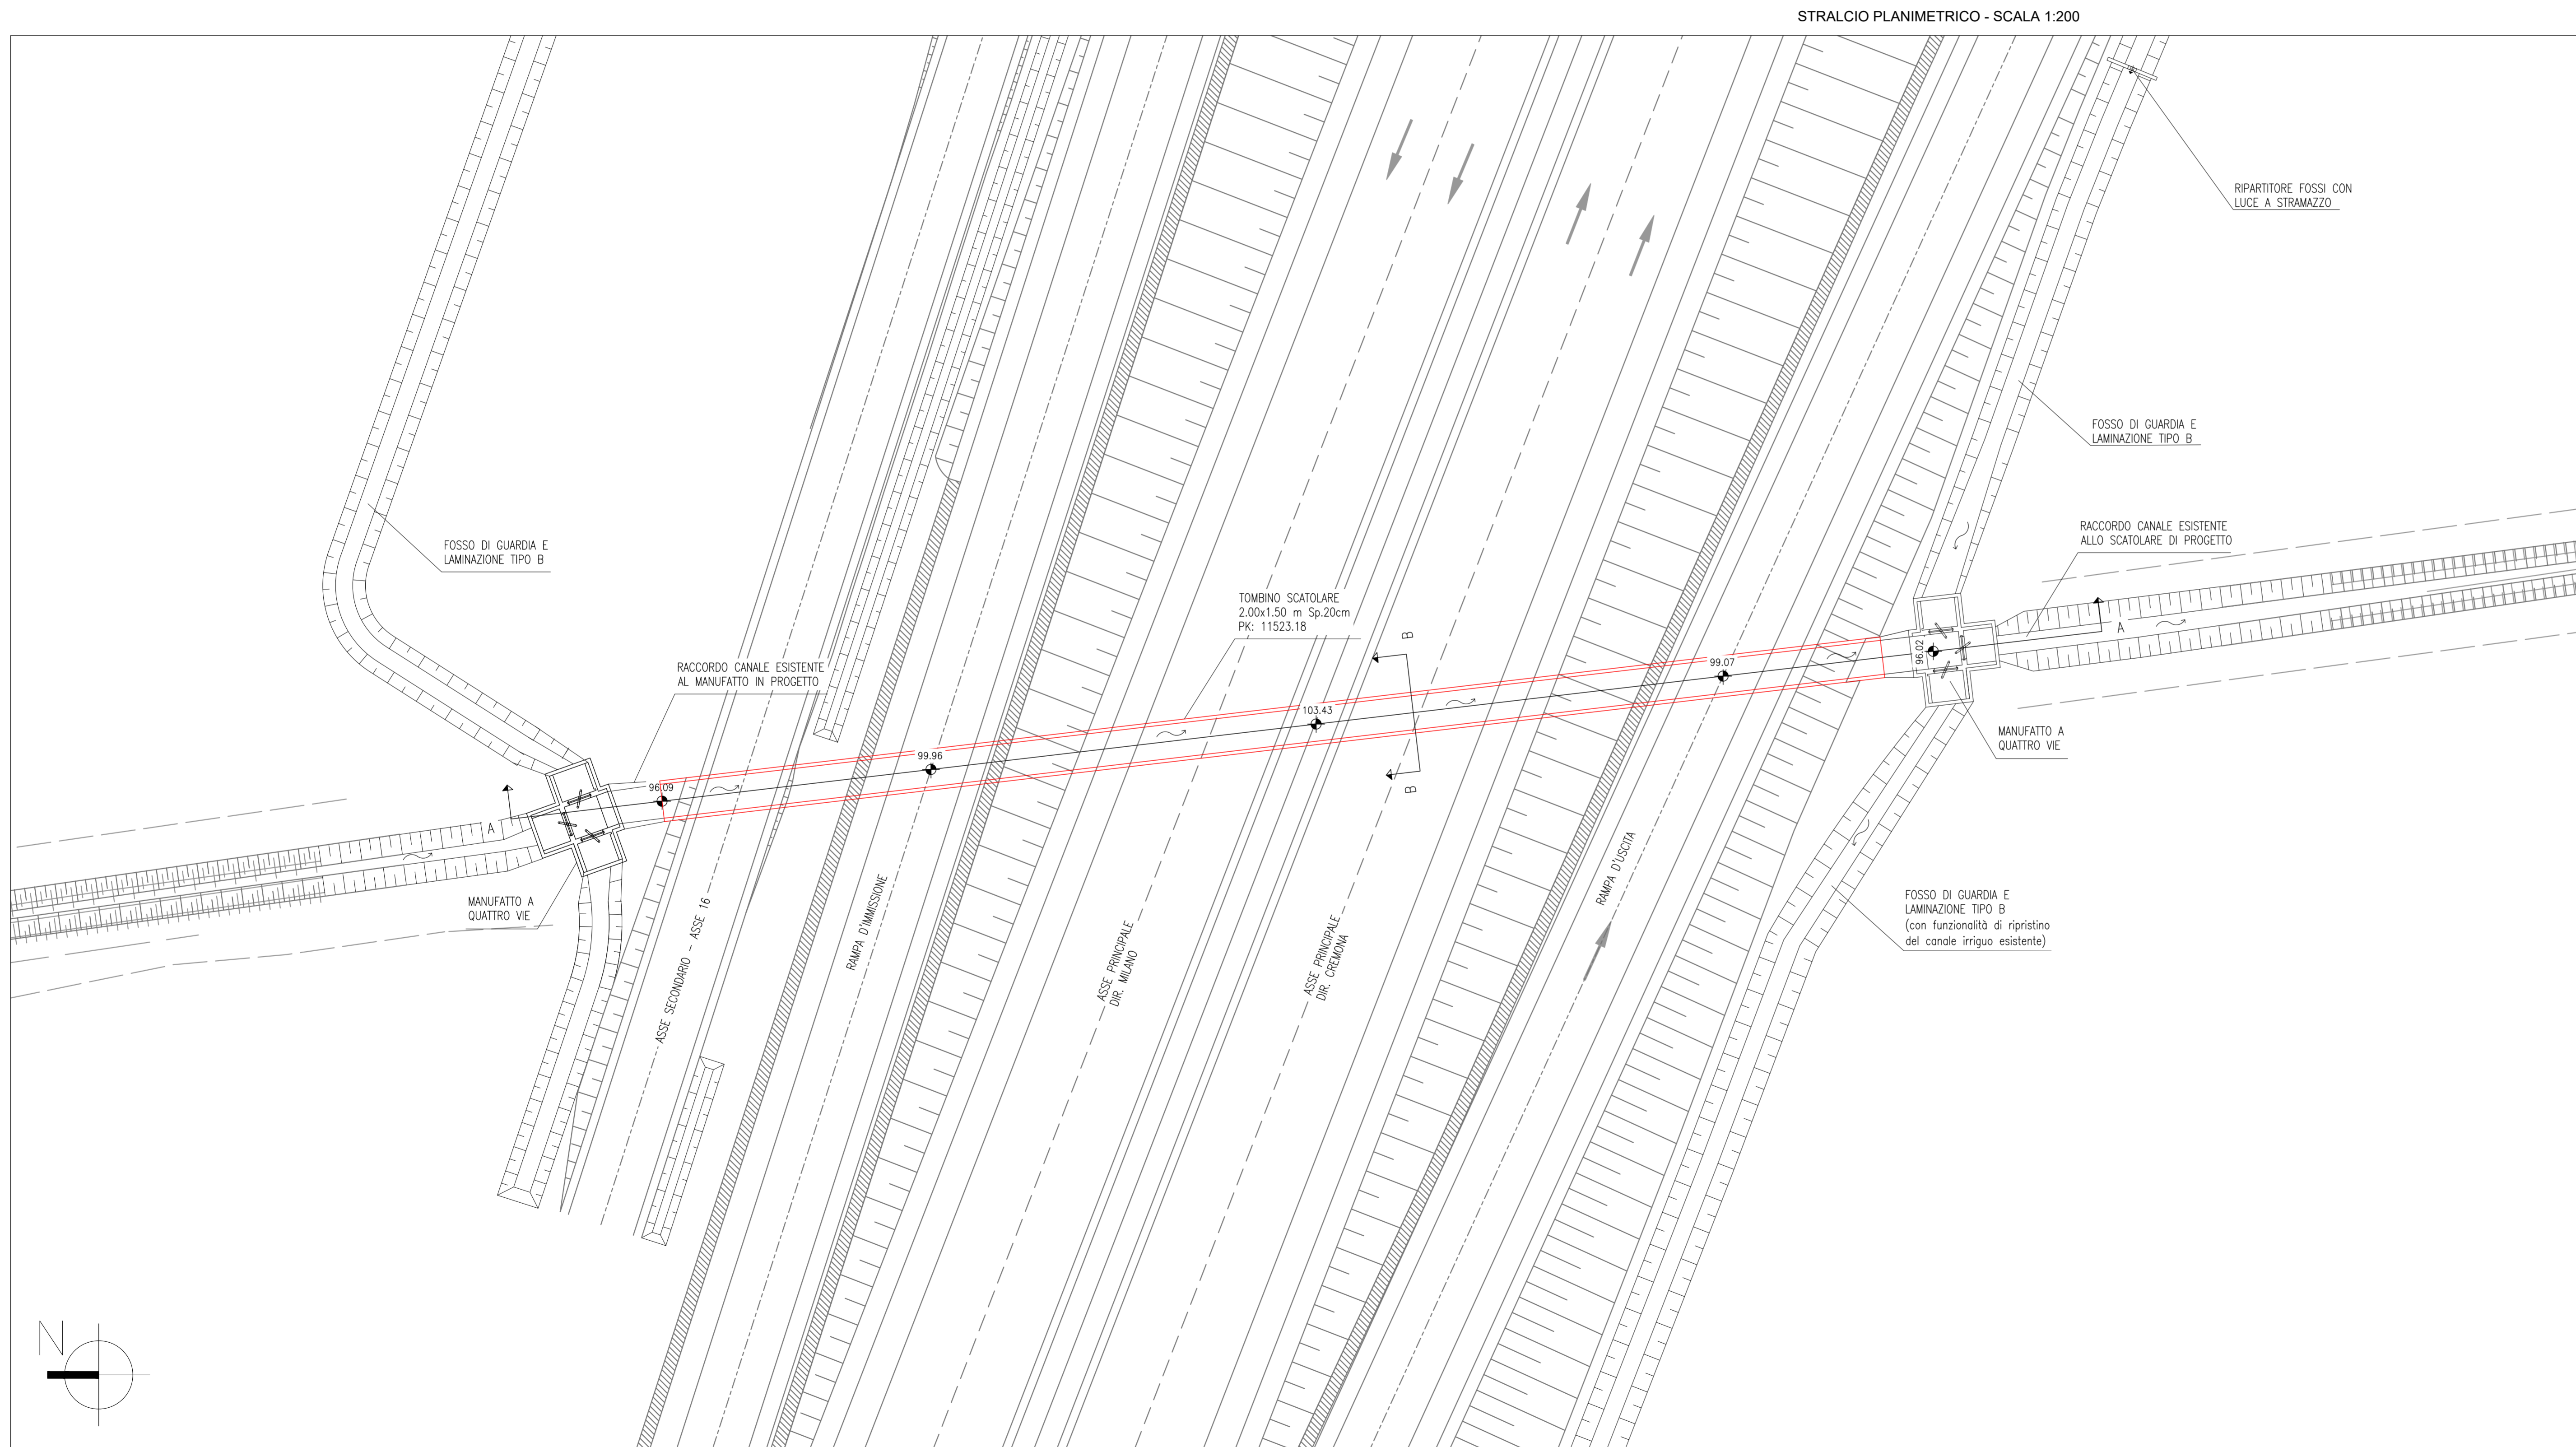 STRALCIO PLANIMETRICO - SCALA 1:200
RIPARTITORE FOSSI CON
LUCE A STRAMAZZO
FOSSO DI GUARDIA E
LAMINAZIONE TIPO B
RACCORDO CANALE ESISTENTE
ALLO SCATOLARE DI PROGETTO
FOSSO DI GUARDIA E
LAMINAZIONE TIPO B
TOMBINO SCATOLARE
2.00x1.50 m Sp.20cm
PK: 11523.18
RACCORDO CANALE ESISTENTE
AL MANUFATTO IN PROGETTO
B
B
A
A
96.09
99.96
103.43
99.07
96.02
MANUFATTO A
QUATTRO VIE
MANUFATTO A
QUATTRO VIE
FOSSO DI GUARDIA E
LAMINAZIONE TIPO B
(con funzionalità di ripristino
del canale irriguo esistente)
ASSE SECONDARIO - ASSE 16
RAMPA D'IMMISSIONE
ASSE PRINCIPALE
DIR. MILANO
ASSE PRINCIPALE
DIR. CREMONA
RAMPA D'USCITA
N